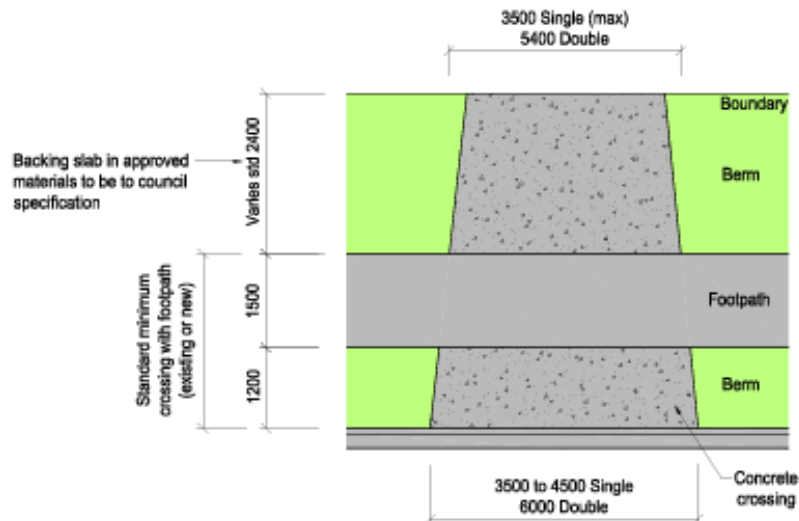 3500 Single (max)
5400 Double
Boundary
Backing slab in approved
materials to be to council
specification
Varies std 2400
Berm
Standard minimum
crossing with footpath
(existing or new)
1500
Footpath
1200
Berm
3500 to 4500 Single
6000 Double
Concrete
crossing